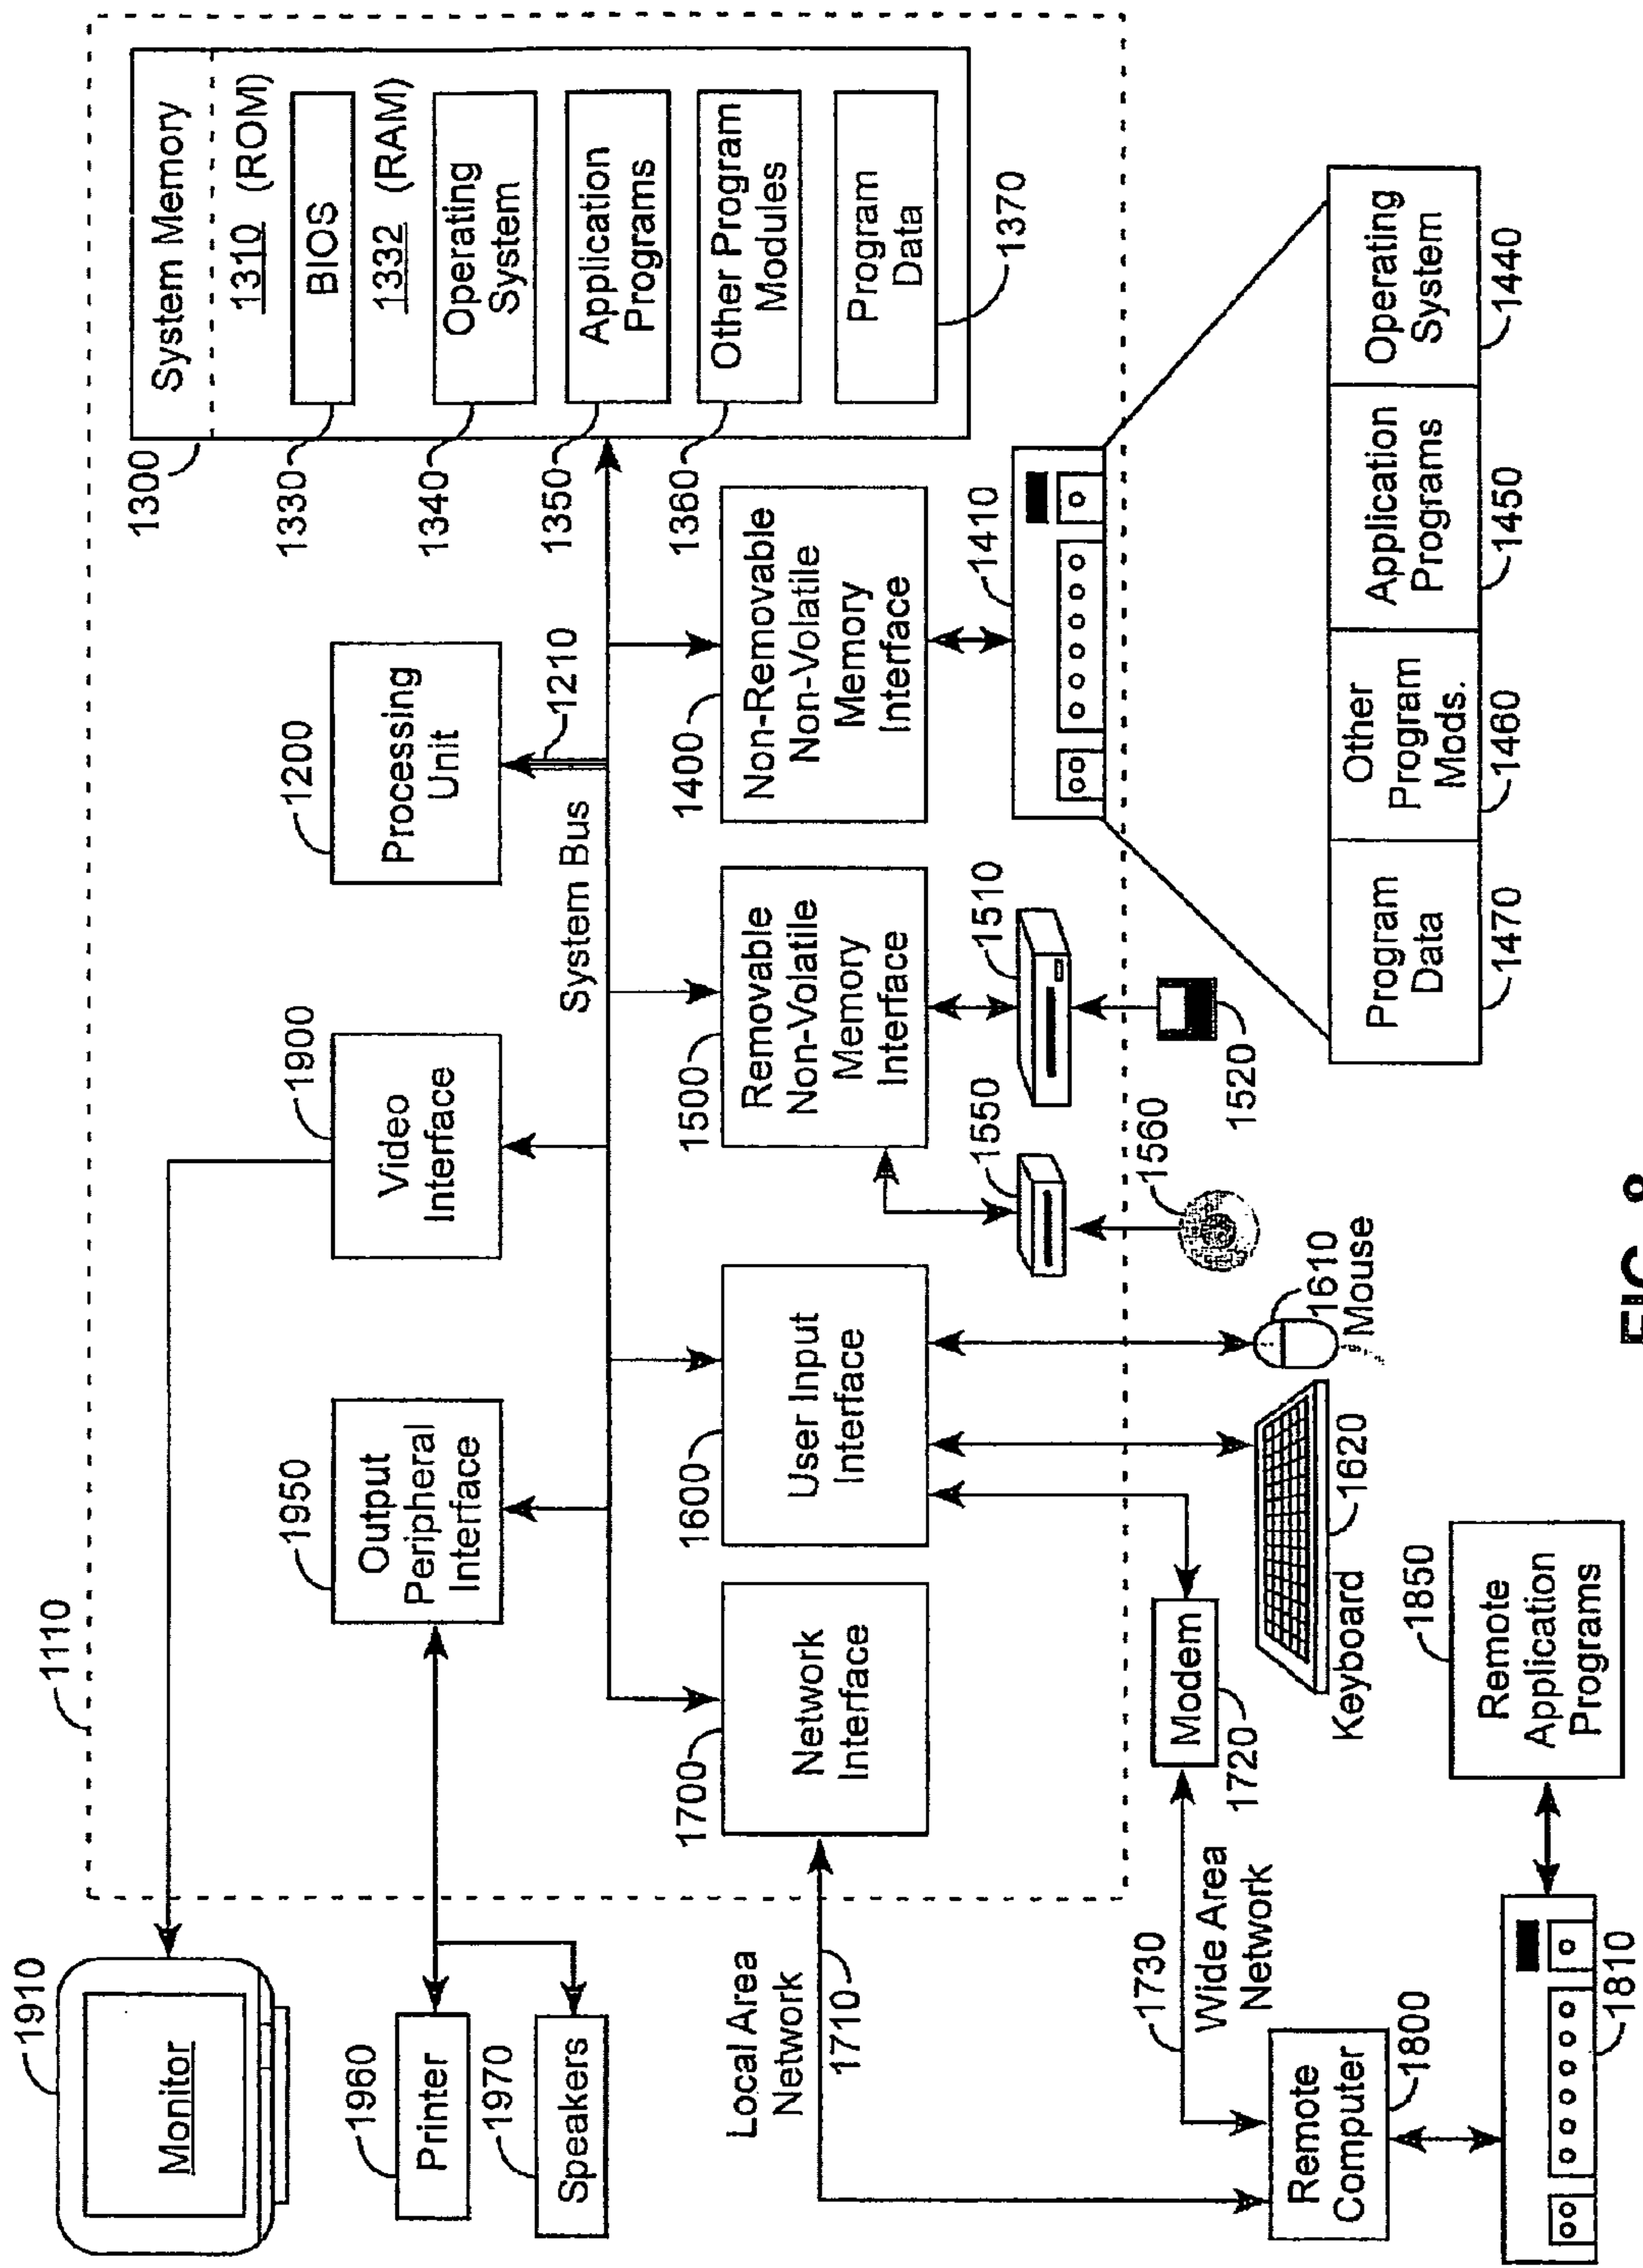 1910
Monitor
1110
1960
Printer
1970
Speakers
1950
Output
Peripheral
Interface
1900
Video
Interface
1200
Processing
Unit
1210
System Bus
1300
System Memory
1310 (ROM)
1330
BIOS
1332 (RAM)
1340
Operating
System
1350
Application
Programs
1360
Other Program
Modules
Program
Data
1370
Local Area
Network
1710
1700
Network
Interface
1600
User Input
Interface
1500
Removable
Non-Volatile
Memory
Interface
1400
Non-Removable
Non-Volatile
Memory
Interface
1550
1510
1410
1730
Wide Area
Network
Modem
1720
1560
1520
1610
Mouse
Keyboard
1620
Remote
Computer
1800
1810
1850
Remote
Application
Programs
Program
Data
Other
Program
Mods.
Application
Programs
Operating
System
1470
1460
1450
1440